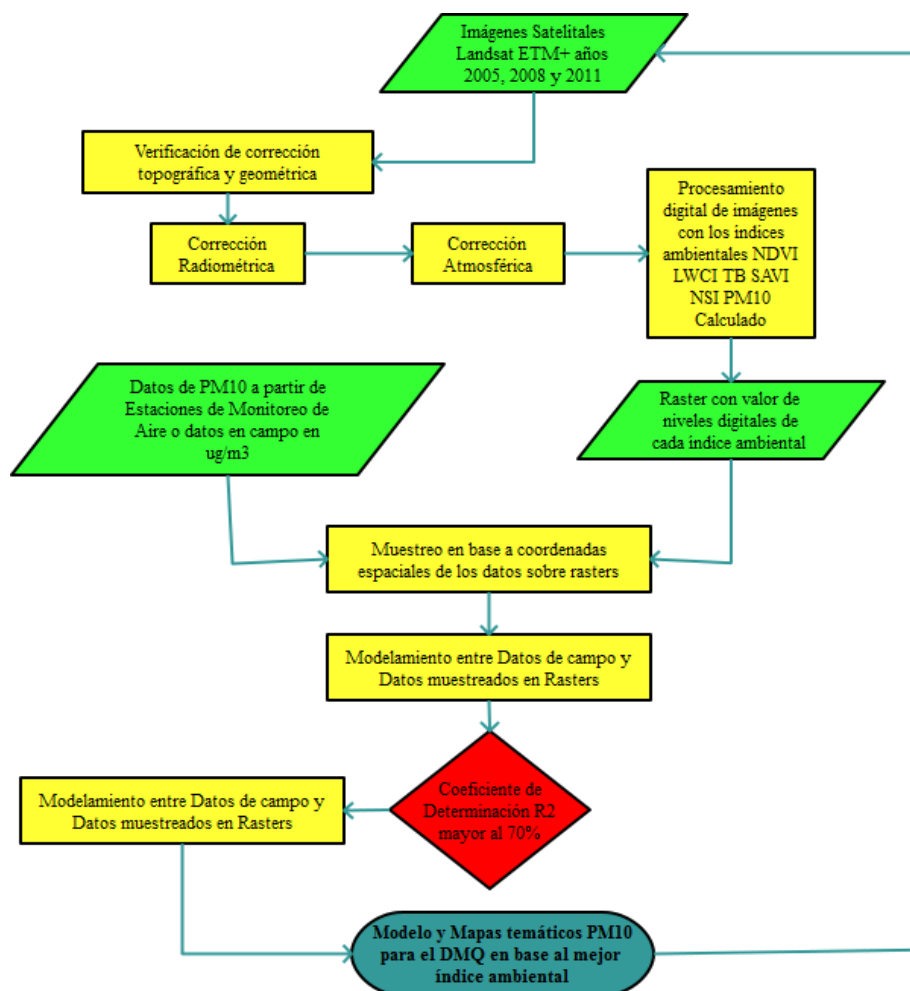 Imágenes Satelitales
Landsat ETM+ años
2005, 2008 y 2011
Verificación de corrección
topográfica y geométrica
Corrección
Radiométrica
Corrección
Atmosférica
Procesamiento
digital de imágenes
con los indices
ambientales NDVI
LWCI TB SAVI
NSI PM10
Calculado
Datos de PM10 a partir de
Estaciones de Monitoreo de
Aire o datos en campo en
ug/m3
Raster con valor de
niveles digitales de
cada índice ambiental
Muestreo en base a coordenadas
espaciales de los datos sobre rasters
Modelamiento entre Datos de campo y
Datos muestreados en Rasters
Coeficiente de
Determinación R2
mayor al 70%
Modelamiento entre Datos de campo y
Datos muestreados en Rasters
Modelo y Mapas temáticos PM10
para el DMQ en base al mejor
índice ambiental